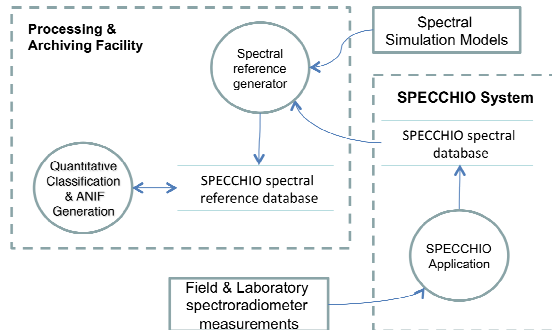 Processing &
Archiving Facility
Spectral
reference
generator
Spectral
Simulation Models
SPECCHIO System
SPECCHIO spectral
database
Quantitative
Classification
& ANIF
Generation
SPECCHIO spectral
reference database
SPECCHIO
Application
Field & Laboratory
spectroradiometer
measurements